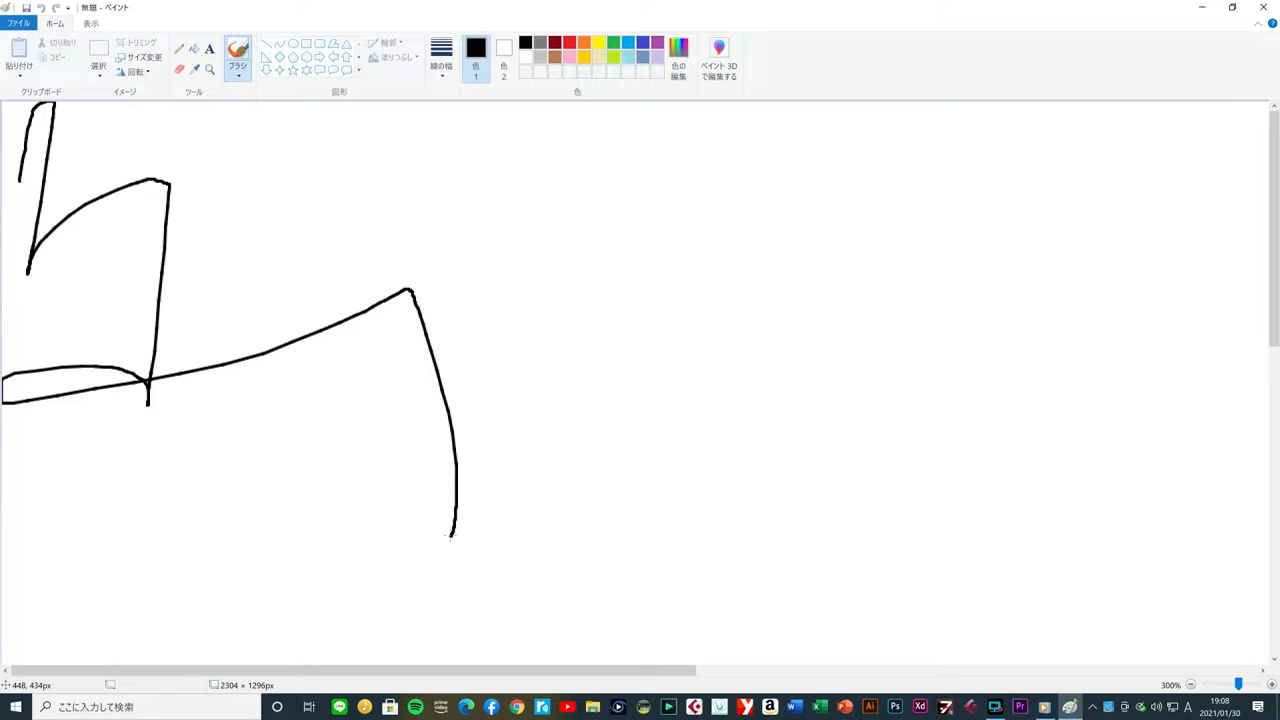 無題 - ペイント
ファイル ホーム 表示
貼り付け 切り取り コピー 選択 トリミング サイズ変更 回転 A ブラシ 輪郭 塗りつぶし 線の幅 色 1 色 2 色の編集 ペイント 3D で編集する
クリップボード イメージ ツール 図形 色
448, 434px 2304 × 1296px 300%
ここに入力して検索 A 19:08
2021/01/30